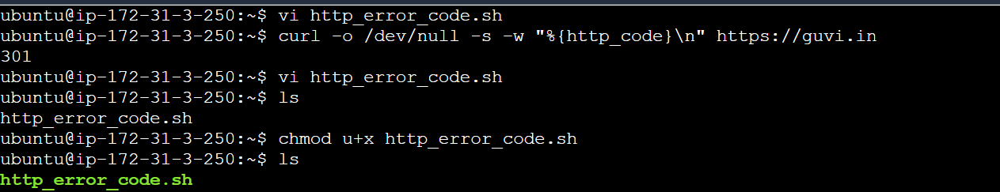 ubuntu@ip-172-31-3-250:~$ vi http_error_code.sh
ubuntu@ip-172-31-3-250:~$ curl -o /dev/null -s -w "%{http_code}\n" https://guvi.in
301
ubuntu@ip-172-31-3-250:~$ vi http_error_code.sh
ubuntu@ip-172-31-3-250:~$ ls
http_error_code.sh
ubuntu@ip-172-31-3-250:~$ chmod u+x http_error_code.sh
ubuntu@ip-172-31-3-250:~$ ls
http_error_code.sh